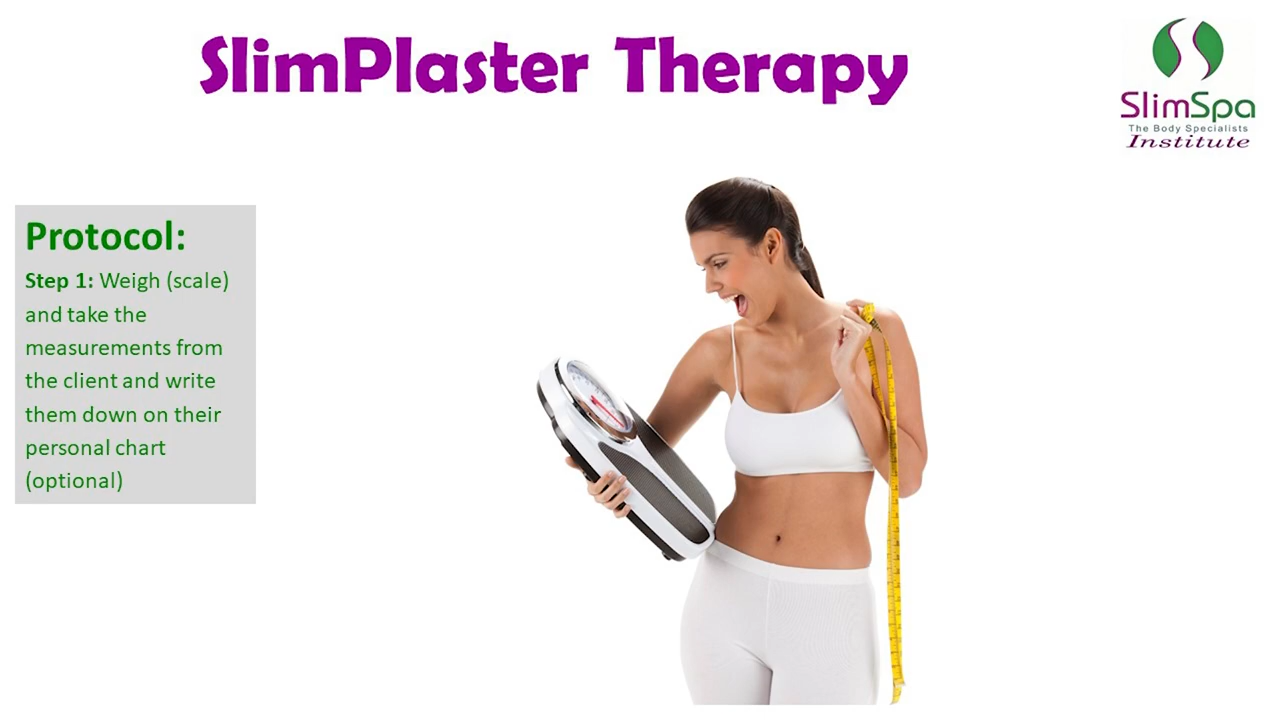 SlimPlaster Therapy
SlimSpa
The Body Specialists
Institute
Protocol:
Step 1: Weigh (scale)
and take the
measurements from
the client and write
them down on their
personal chart
(optional)